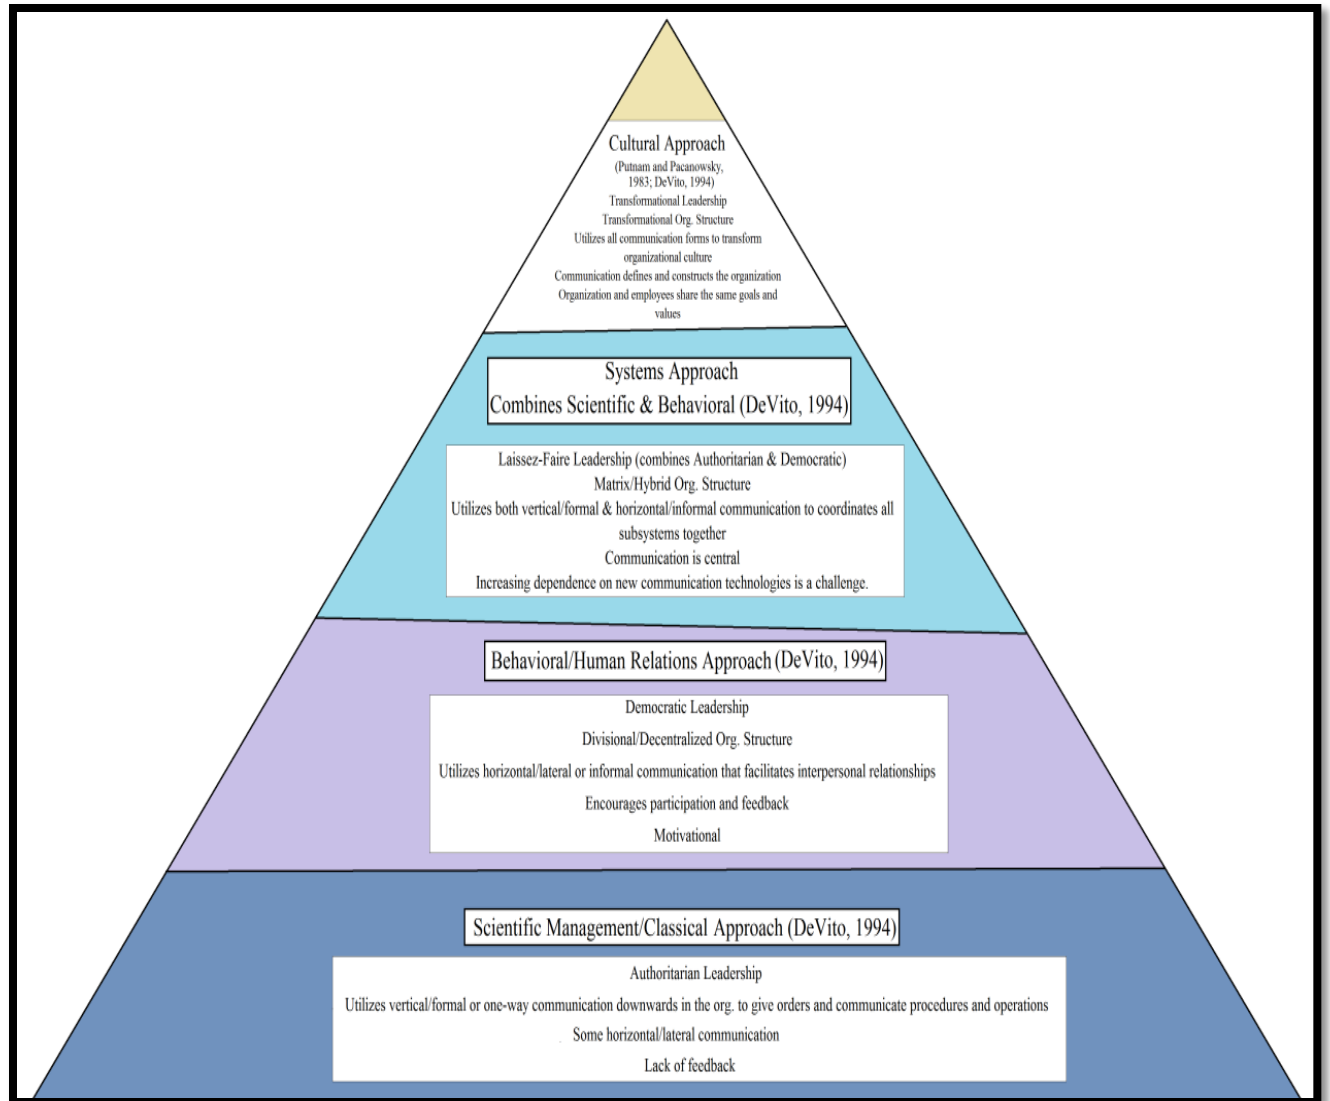 Cultural Approach
(Putnam and Pacanowsky,
1983; DeVito, 1994)
Transformational Leadership
Transformational Org. Structure
Utilizes all communication forms to transform
organizational culture
Communication defines and constructs the organization
Organization and employees share the same goals and
values
Systems Approach
Combines Scientific & Behavioral (DeVito, 1994)
Laissez-Faire Leadership (combines Authoritarian & Democratic)
Matrix/Hybrid Org. Structure
Utilizes both vertical/formal & horizontal/informal communication to coordinates all
subsystems together
Communication is central
Increasing dependence on new communication technologies is a challenge.
Behavioral/Human Relations Approach (DeVito, 1994)
Democratic Leadership
Divisional/Decentralized Org. Structure
Utilizes horizontal/lateral or informal communication that facilitates interpersonal relationships
Encourages participation and feedback
Motivational
Scientific Management/Classical Approach (DeVito, 1994)
Authoritarian Leadership
Utilizes vertical/formal or one-way communication downwards in the org. to give orders and communicate procedures and operations
Some horizontal/lateral communication
Lack of feedback